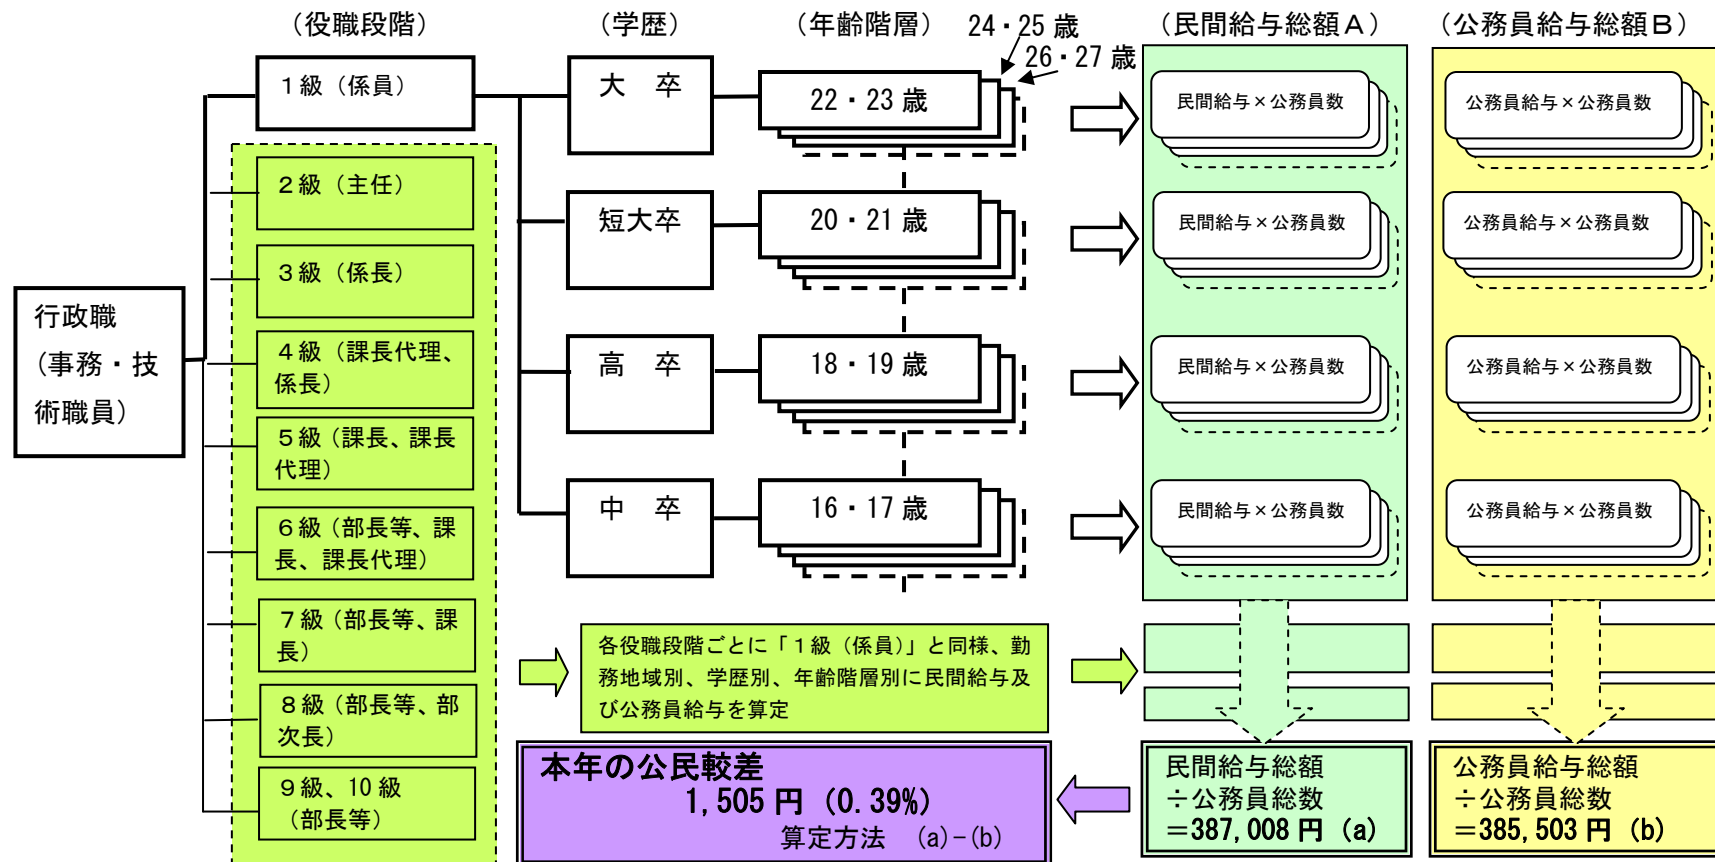 （役職段階）
（学歴）
（年齢階層）
24・25 歳
26・27 歳
（民間給与総額Ａ）
（公務員給与総額Ｂ）
行政職
（事務・技
術職員）
１級（係員）
２級（主任）
３級（係長）
４級（課長代理、
係長）
５級（課長、課長
代理）
６級（部長等、課
長、課長代理）
７級（部長等、課
長）
８級（部長等、部
次長）
９級、10 級
（部長等）
大　卒
22・23 歳
民間給与×公務員数
公務員給与×公務員数
短大卒
20・21 歳
民間給与×公務員数
公務員給与×公務員数
高　卒
18・19 歳
民間給与×公務員数
公務員給与×公務員数
中　卒
16・17 歳
民間給与×公務員数
公務員給与×公務員数
各役職段階ごとに「１級（係員）」と同様、勤
務地域別、学歴別、年齢階層別に民間給与及
び公務員給与を算定
本年の公民較差
1,505 円（0.39%）
算定方法　(a)-(b)
民間給与総額
÷公務員総数
＝387,008 円 (a)
公務員給与総額
÷公務員総数
＝385,503 円 (b)